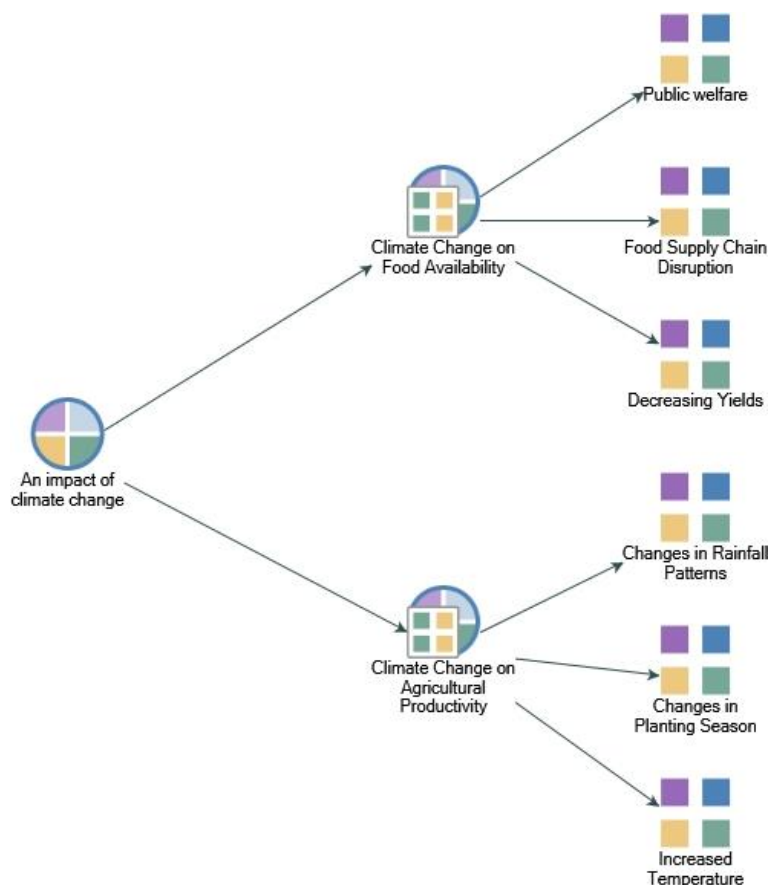 Public welfare
Climate Change on
Food Availability
Food Supply Chain
Disruption
Decreasing Yields
An impact of
climate change
Changes in Rainfall
Patterns
Climate Change on
Agricultural
Productivity
Changes in
Planting Season
Increased
Temperature